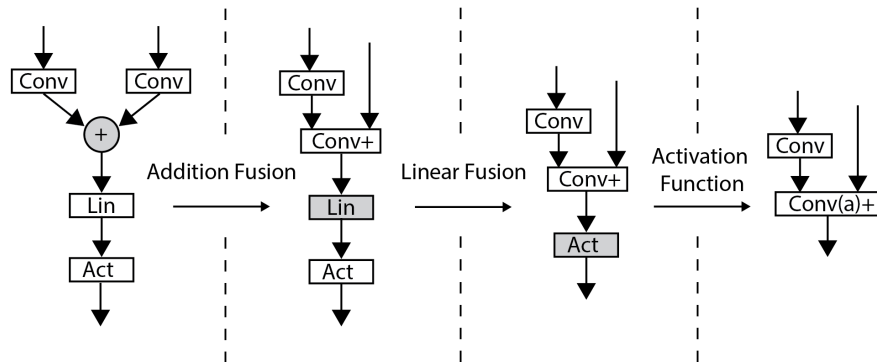 Conv
Conv
+
Lin
Act
Addition Fusion
Conv
Conv+
Lin
Act
Linear Fusion
Conv
Conv+
Act
Activation
Function
Conv
Conv(a)+